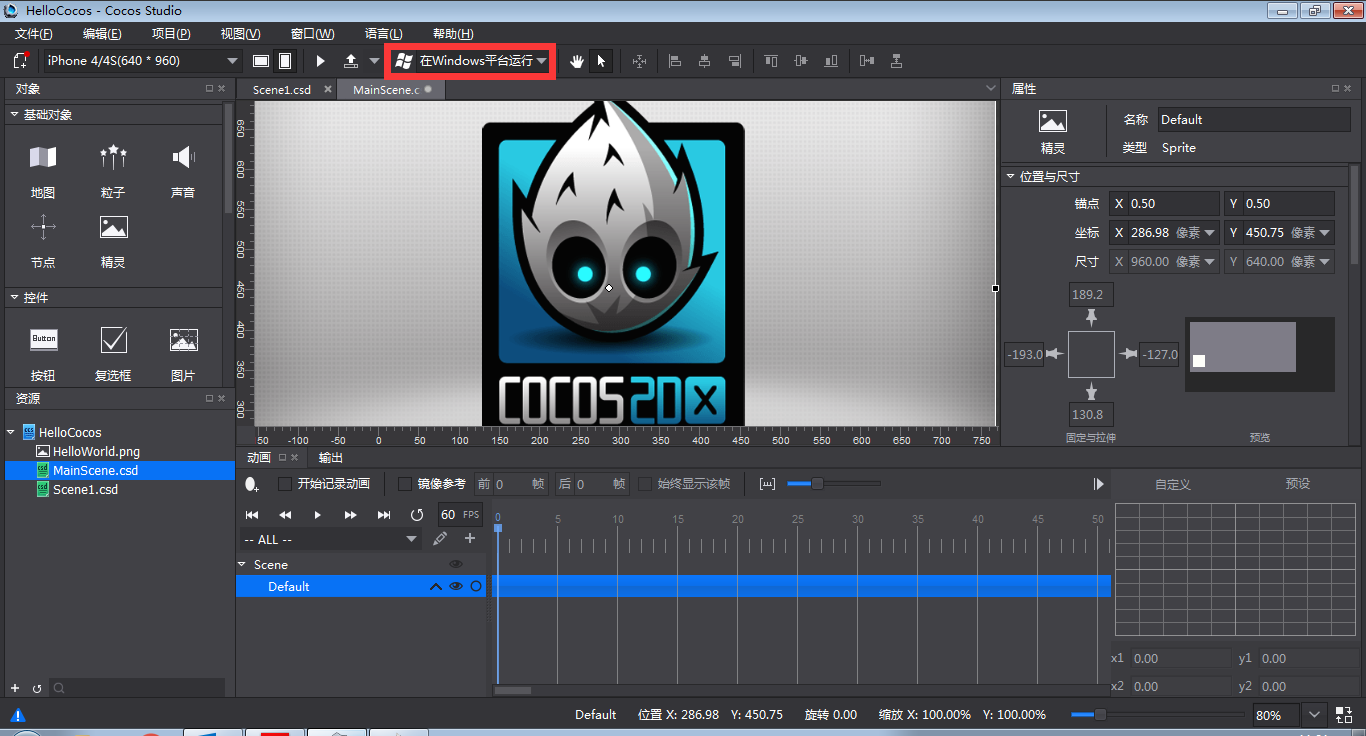 HelloCocos - Cocos Studio
文件(F) 编辑(E) 项目(P) 视图(V) 窗口(W) 语言(L) 帮助(H)
iPhone 4/4S(640 * 960) 在Windows平台运行
对象
基础对象
地图 粒子 声音
节点 精灵
控件
Button
按钮 复选框 图片
资源
HelloCocos
HelloWorld.png
MainScene.csd
Scene1.csd
Scene1.csd MainScene.c
650
600
550
500
450
400
350
300
COCOS2DX
50 -100 -50 0 50 100 150 200 250 300 350 400 450 500 550 600 650 700 750
属性
精灵
名称 Default
类型 Sprite
位置与尺寸
锚点 X 0.50 Y 0.50
坐标 X 286.98 像素 Y 450.75 像素
尺寸 X 960.00 像素 Y 640.00 像素
189.2
-193.0 -127.0
130.8
固定与拉伸 预览
动画 输出
开始记录动画 镜像参考 前 0 帧 后 0 帧 始终显示该帧
60 FPS
0 5 10 15 20 25 30 35 40 45 50
-- ALL --
Scene
Default
自定义 预设
x1 0.00 y1 0.00
x2 0.00 y2 0.00
Default 位置 X: 286.98 Y: 450.75 旋转 0.00 缩放 X: 100.00% Y: 100.00% 80%